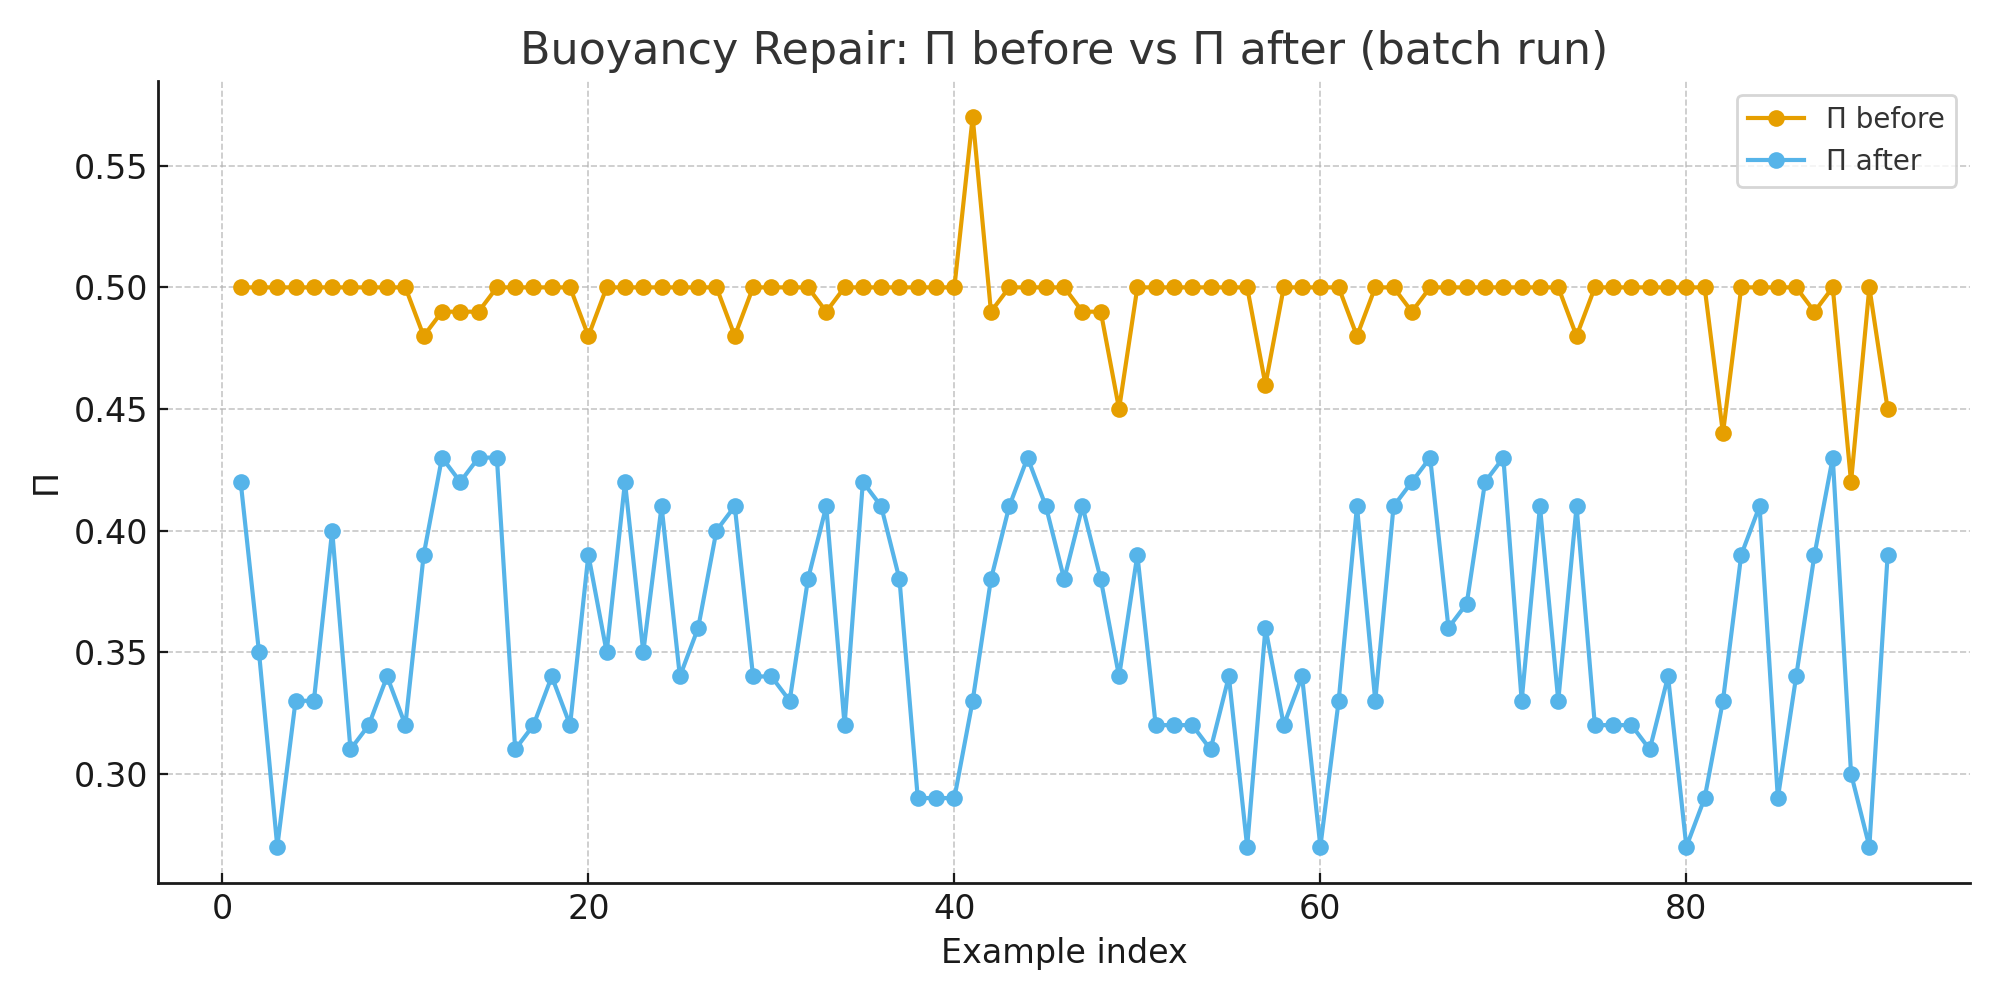 Buoyancy Repair: Π before vs Π after (batch run)
Π before
Π after
0.55
0.50
0.45
0.40
0.35
0.30
Π
0 20 40 60 80
Example index